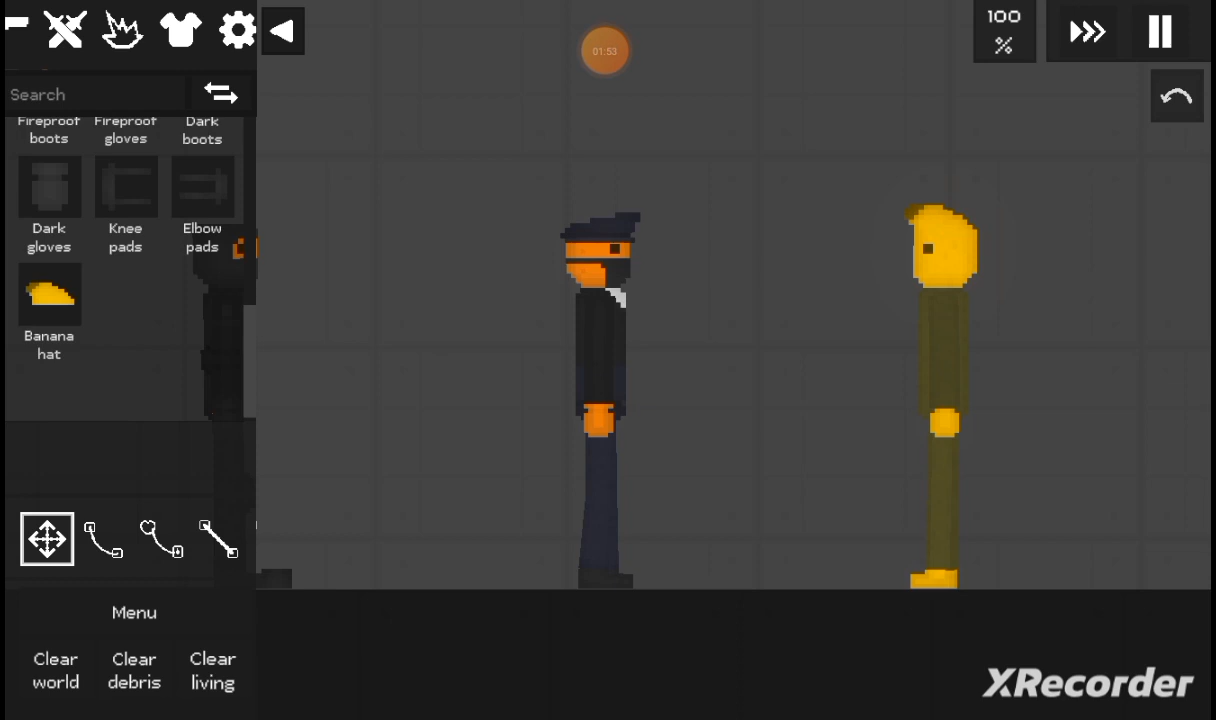 100
%
01:53
Search
Fireproof
boots
Fireproof
gloves
Dark
boots
Dark
gloves
Knee
pads
Elbow
pads
Banana
hat
Menu
Clear
world
Clear
debris
Clear
living
XRecorder